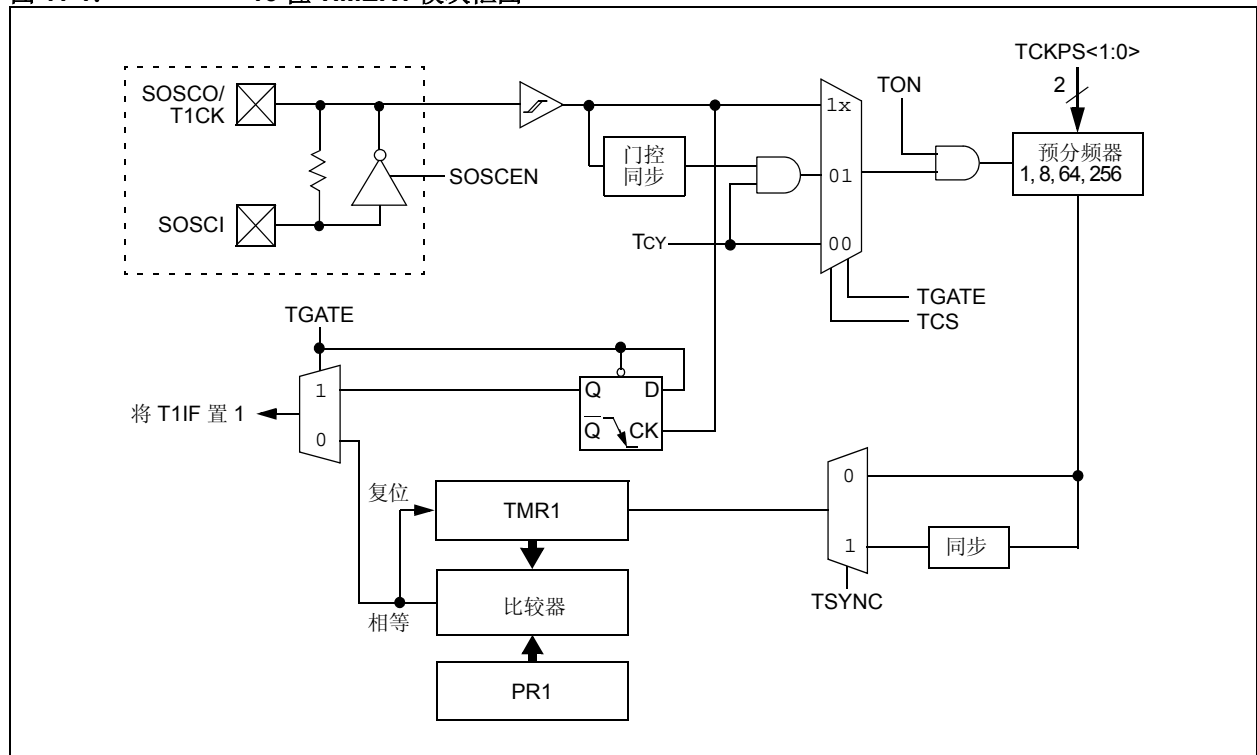 TCKPS<1:0>
2
TON
SOSCO/
T1CK
1x
门控
同步
预分频器
1, 8, 64, 256
SOSCEN
01
SOSCI
TCY
00
TGATE
TCS
TGATE
1
Q
D
将 T1IF 置 1
Q
CK
0
复位
TMR1
0
1
同步
比较器
TSYNC
相等
PR1